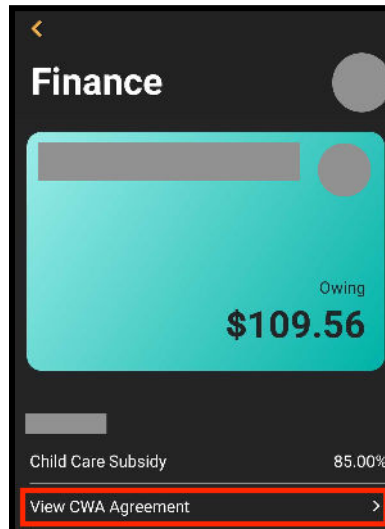 Finance
Owing
$109.56
Child Care Subsidy 85.00%
View CWA Agreement